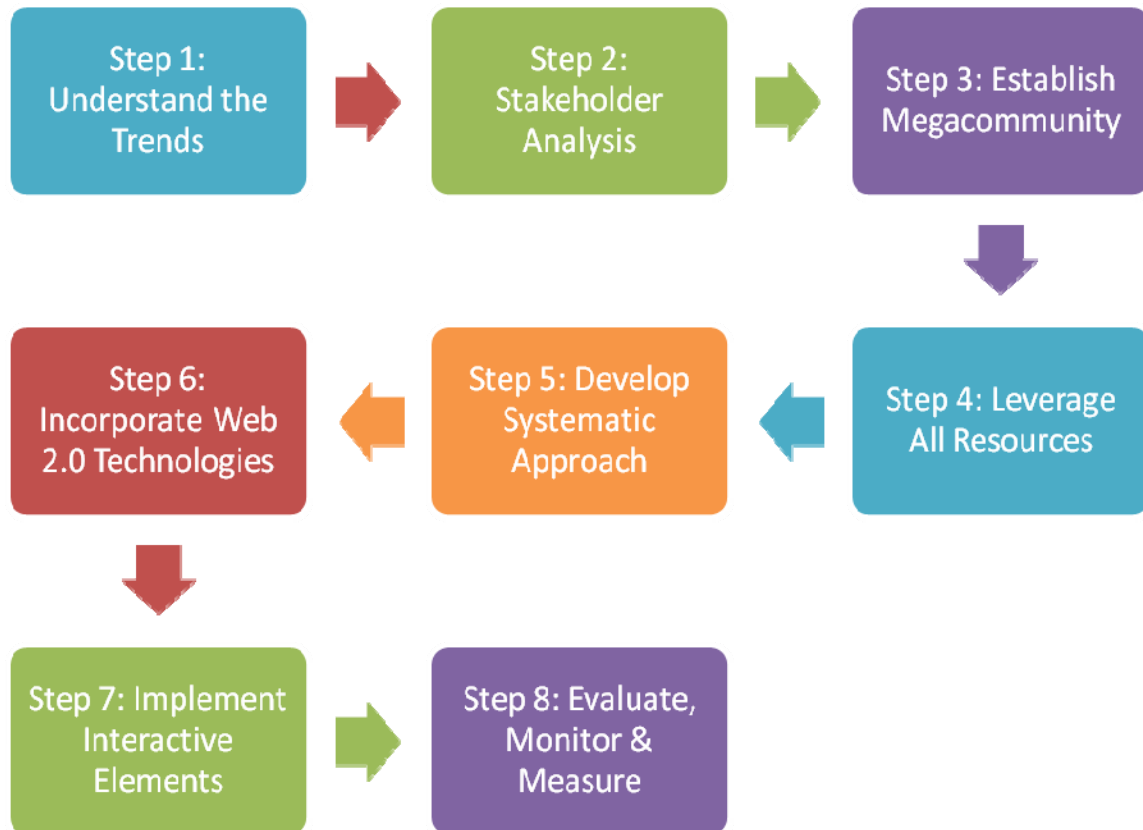 Step 1:
Understand the
Trends
Step 2:
Stakeholder
Analysis
Step 3: Establish
Megacommunity
Step 4: Leverage
All Resources
Step 5: Develop
Systematic
Approach
Step 6:
Incorporate Web
2.0 Technologies
Step 7: Implement
Interactive
Elements
Step 8: Evaluate,
Monitor &
Measure